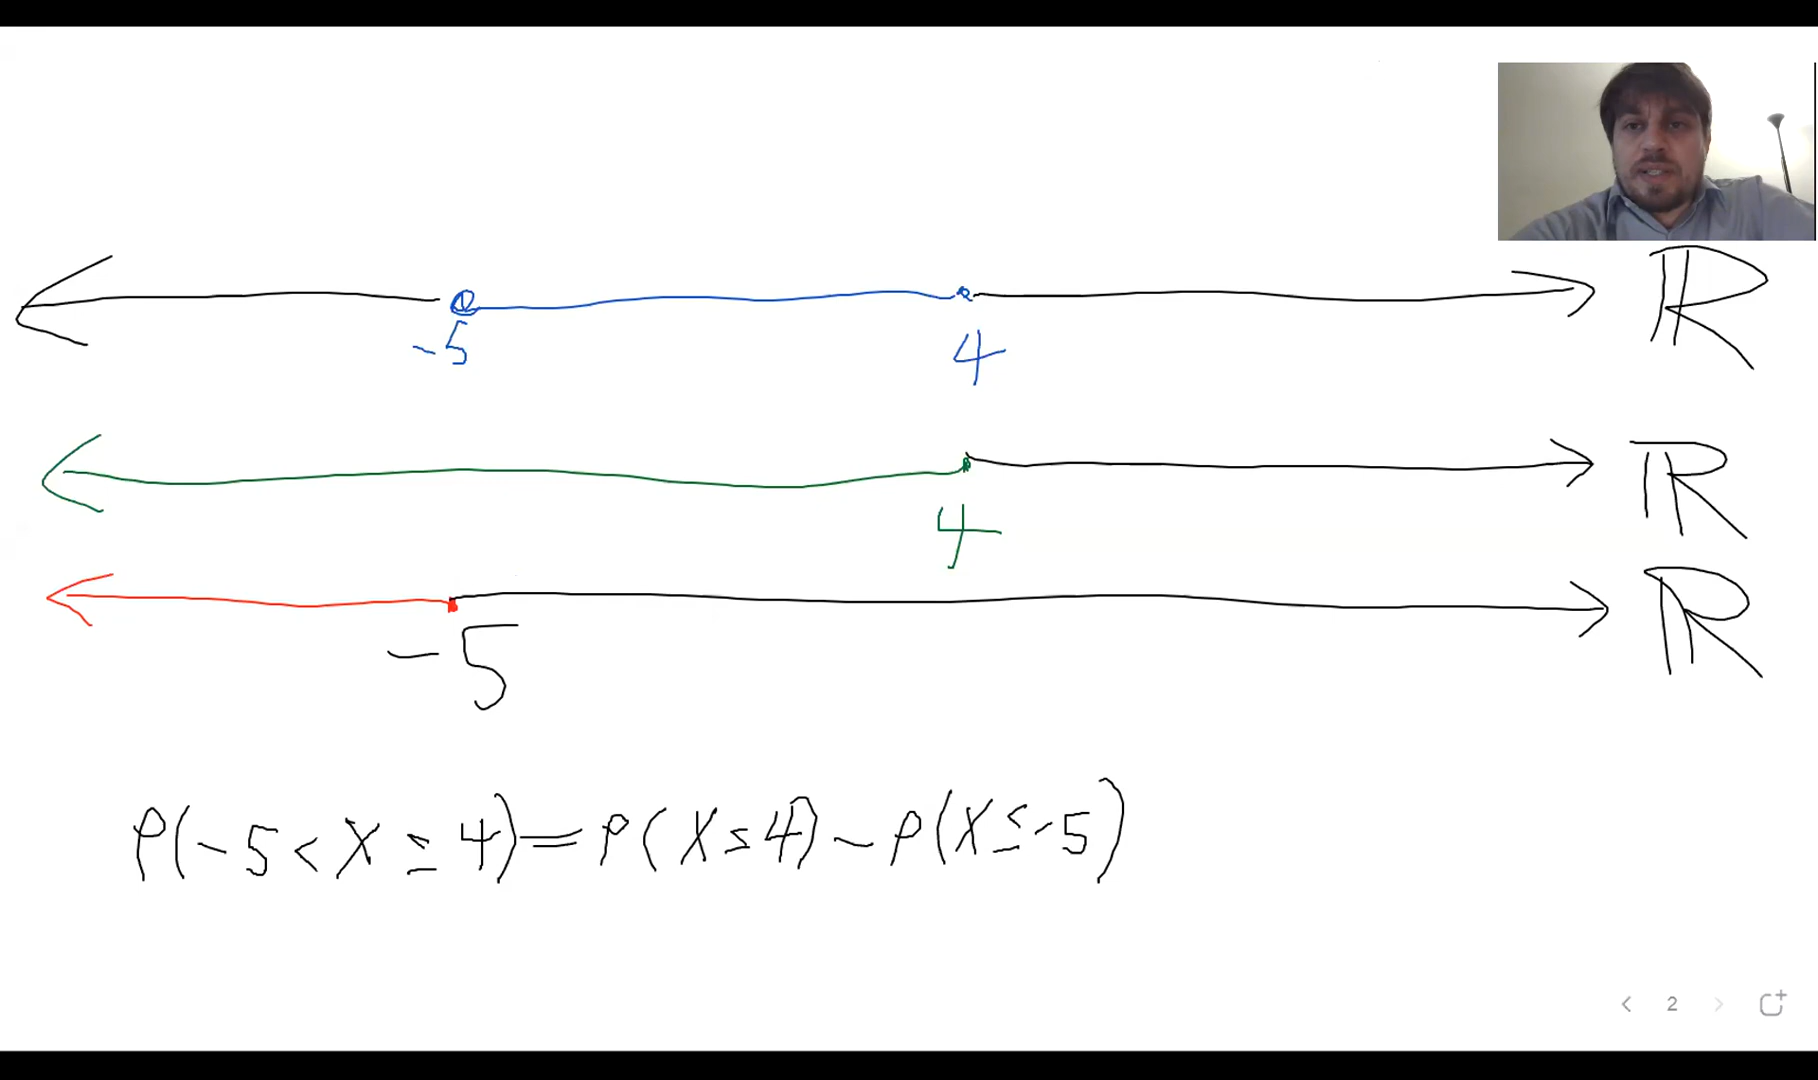 ℝ
-5 4
ℝ
4
ℝ
-5
P(-5 < X ≥ 4) = P(X ≤ 4) - P(X ≤ -5)
2